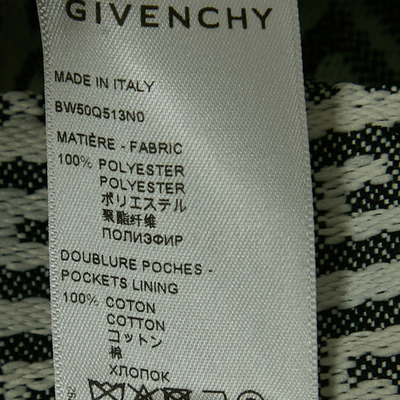 GIVENCHY
MADE IN ITALY
BW50Q513N0
MATIÈRE - FABRIC
100% POLYESTER
POLYESTER
ポリエステル
聚酯纤维
ПОЛИЭФИР
DOUBLURE POCHES -
POCKETS LINING
100% COTON
COTTON
コットン
棉
ХЛОПОК